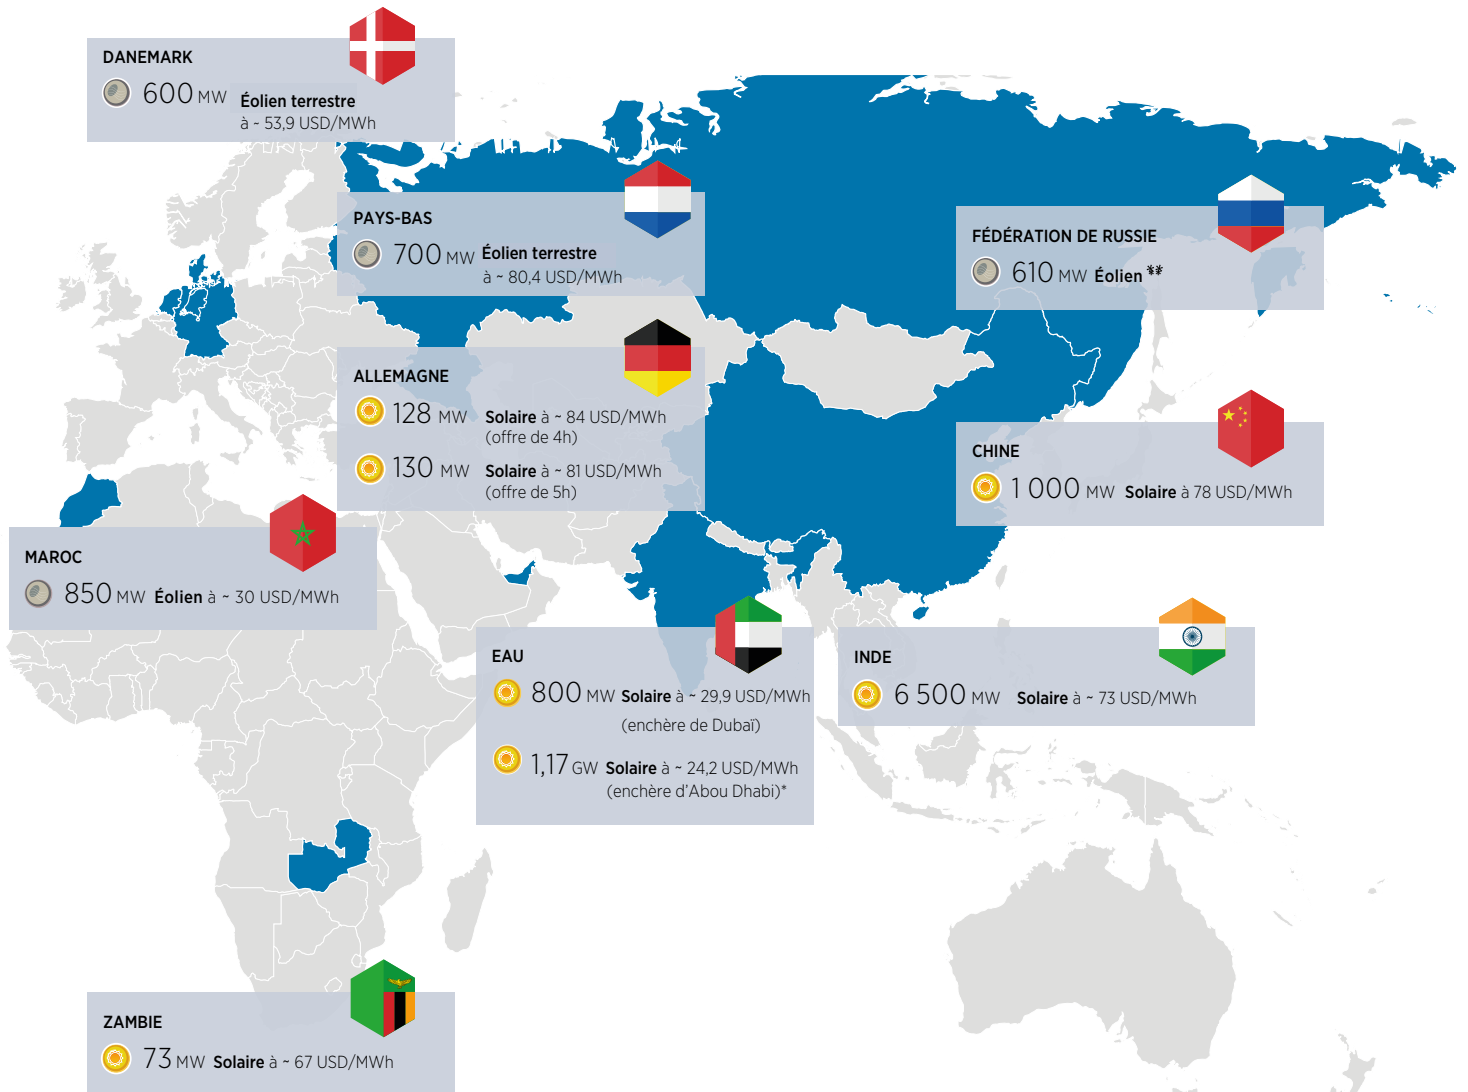 DANEMARK
600 MW Éolien terrestre
à ~ 53,9 USD/MWh
PAYS-BAS
700 MW Éolien terrestre
à ~ 80,4 USD/MWh
FÉDÉRATION DE RUSSIE
610 MW Éolien ¥¥
ALLEMAGNE
128 MW Solaire à ~ 84 USD/MWh
(offre de 4h)
130 MW Solaire à ~ 81 USD/MWh
(offre de 5h)
CHINE
1 000 MW Solaire à 78 USD/MWh
MAROC
850 MW Éolien à ~ 30 USD/MWh
EAU
800 MW Solaire à ~ 29,9 USD/MWh
(enchère de Dubaï)
1,17 GW Solaire à ~ 24,2 USD/MWh
(enchère d'Abou Dhabi)*
INDE
6 500 MW Solaire à ~ 73 USD/MWh
ZAMBIE
73 MW Solaire à ~ 67 USD/MWh